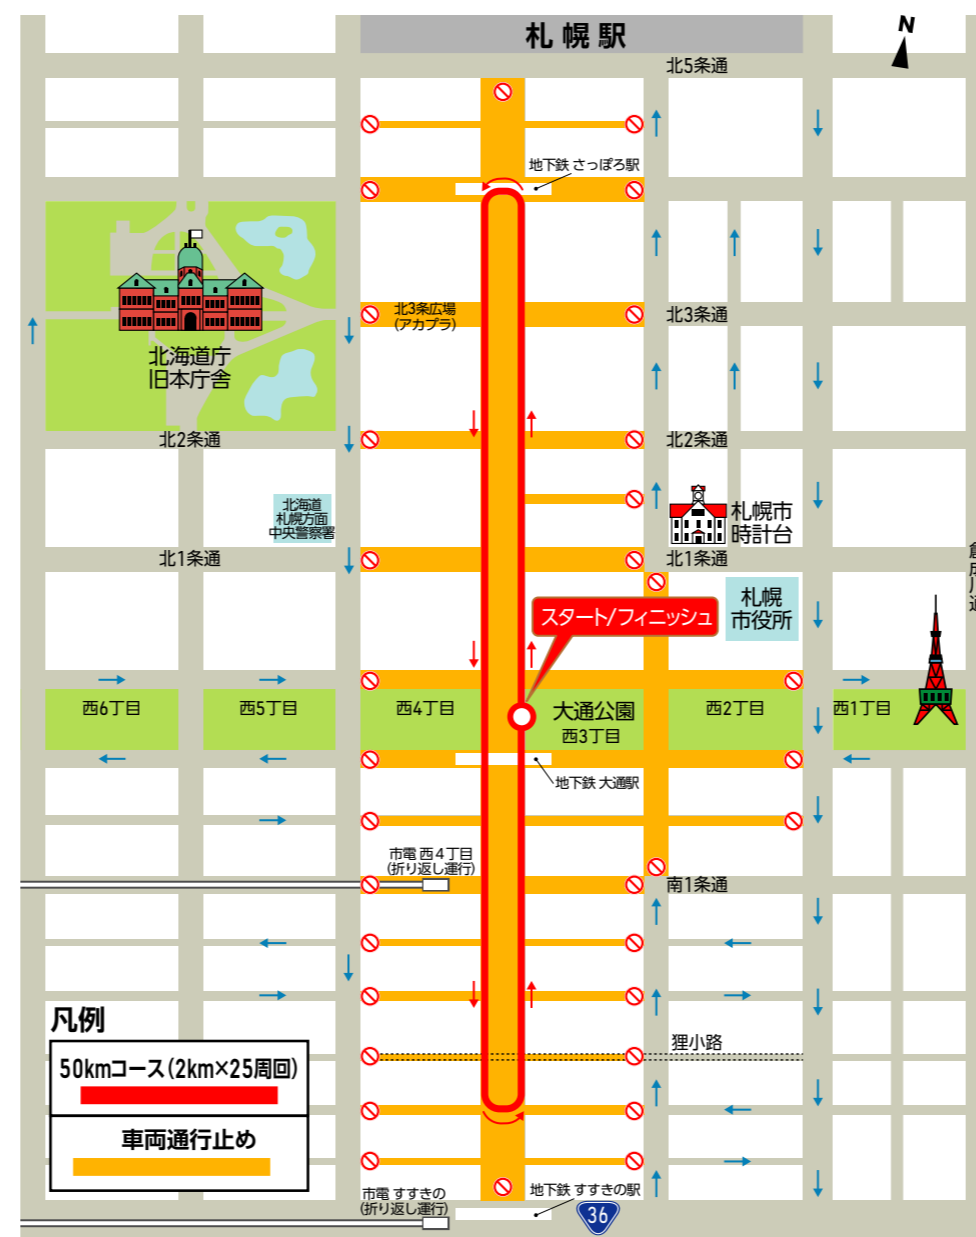 札幌駅
N
北5条通
地下鉄 さっぽろ駅
北3条広場
(アカプラ)
北3条通
北海道庁
旧本庁舎
北2条通
北2条通
北海道
札幌方面
中央警察署
札幌市
時計台
北1条通
北1条通
スタート/フィニッシュ
札幌
市役所
西6丁目
西5丁目
西4丁目
大通公園
西3丁目
西2丁目
西1丁目
地下鉄 大通駅
市電 西4丁目
(折り返し運行)
南1条通
凡例
50kmコース(2km×25周回)
車両通行止め
狸小路
市電 すすきの
(折り返し運行)
地下鉄 すすきの駅
36